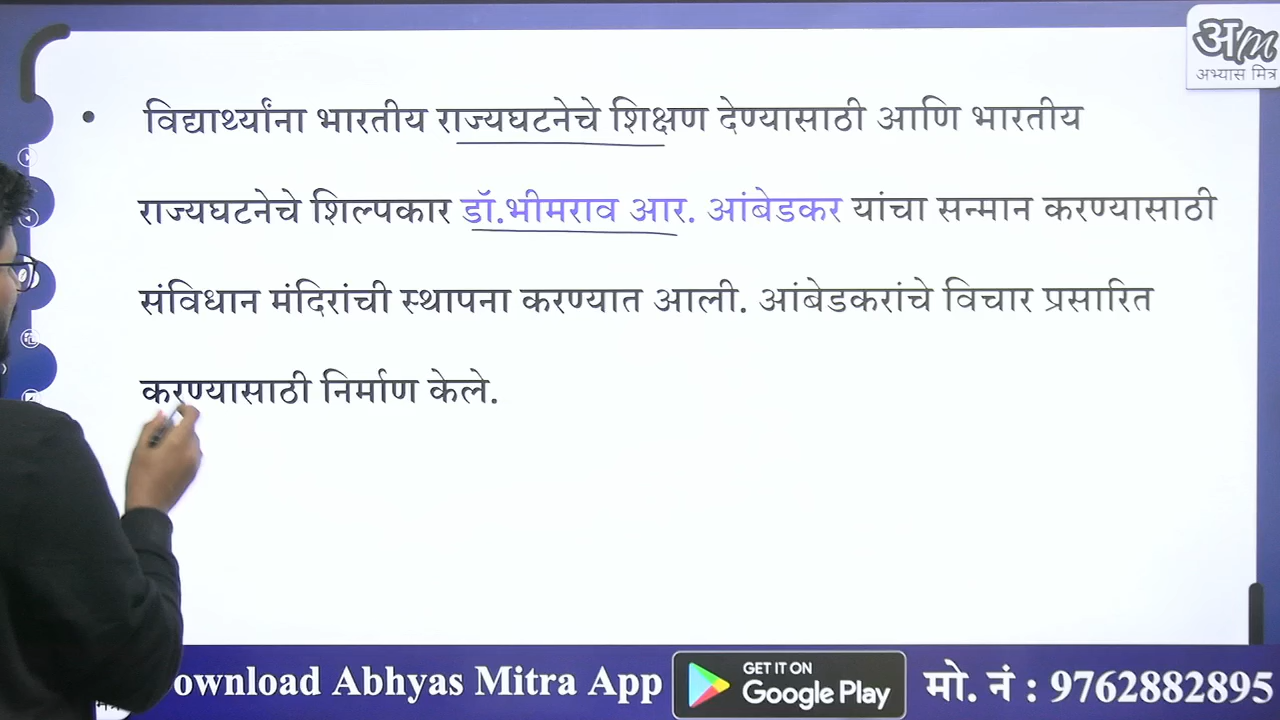 अm
अभ्यास मित्र
विद्यार्थ्यांना भारतीय राज्यघटनेचे शिक्षण देण्यासाठी आणि भारतीय
राज्यघटनेचे शिल्पकार डॉ.भीमराव आर. आंबेडकर यांचा सन्मान करण्यासाठी
संविधान मंदिरांची स्थापना करण्यात आली. आंबेडकरांचे विचार प्रसारित
करण्यासाठी निर्माण केले.
ownload Abhyas Mitra App
GET IT ON
Google Play
मो. नं : 9762882895